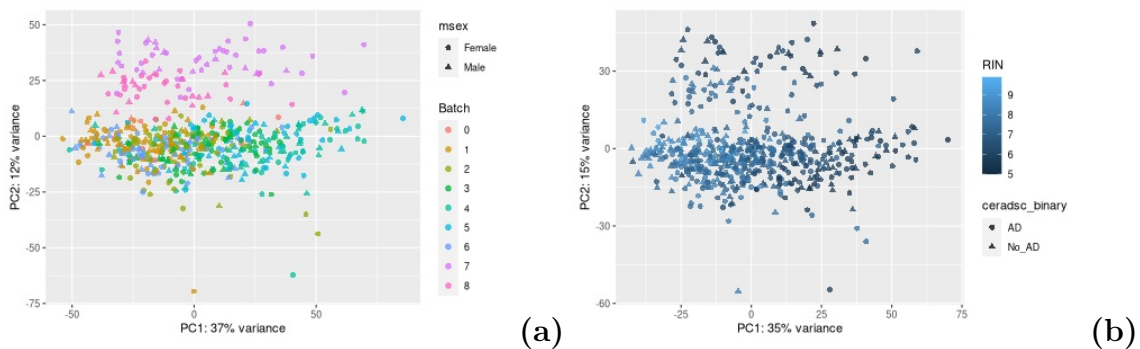 50
25
0
-25
-50
-75
-50
0
50
PC2: 12% variance
PC1: 37% variance
msex
Female
Male
Batch
0
1
2
3
4
5
6
7
8
(a)
30
0
-30
-60
-25
0
25
50
75
PC2: 15% variance
PC1: 35% variance
RIN
9
8
7
6
5
ceradsc_binary
AD
No_AD
(b)